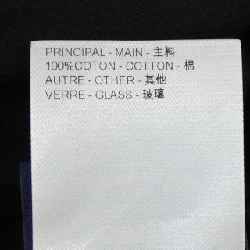 PRINCIPAL - MAIN - 主料
100%COTON - COTTON - 棉
AUTRE - OTHER - 其他
VERRE - GLASS - 玻璃